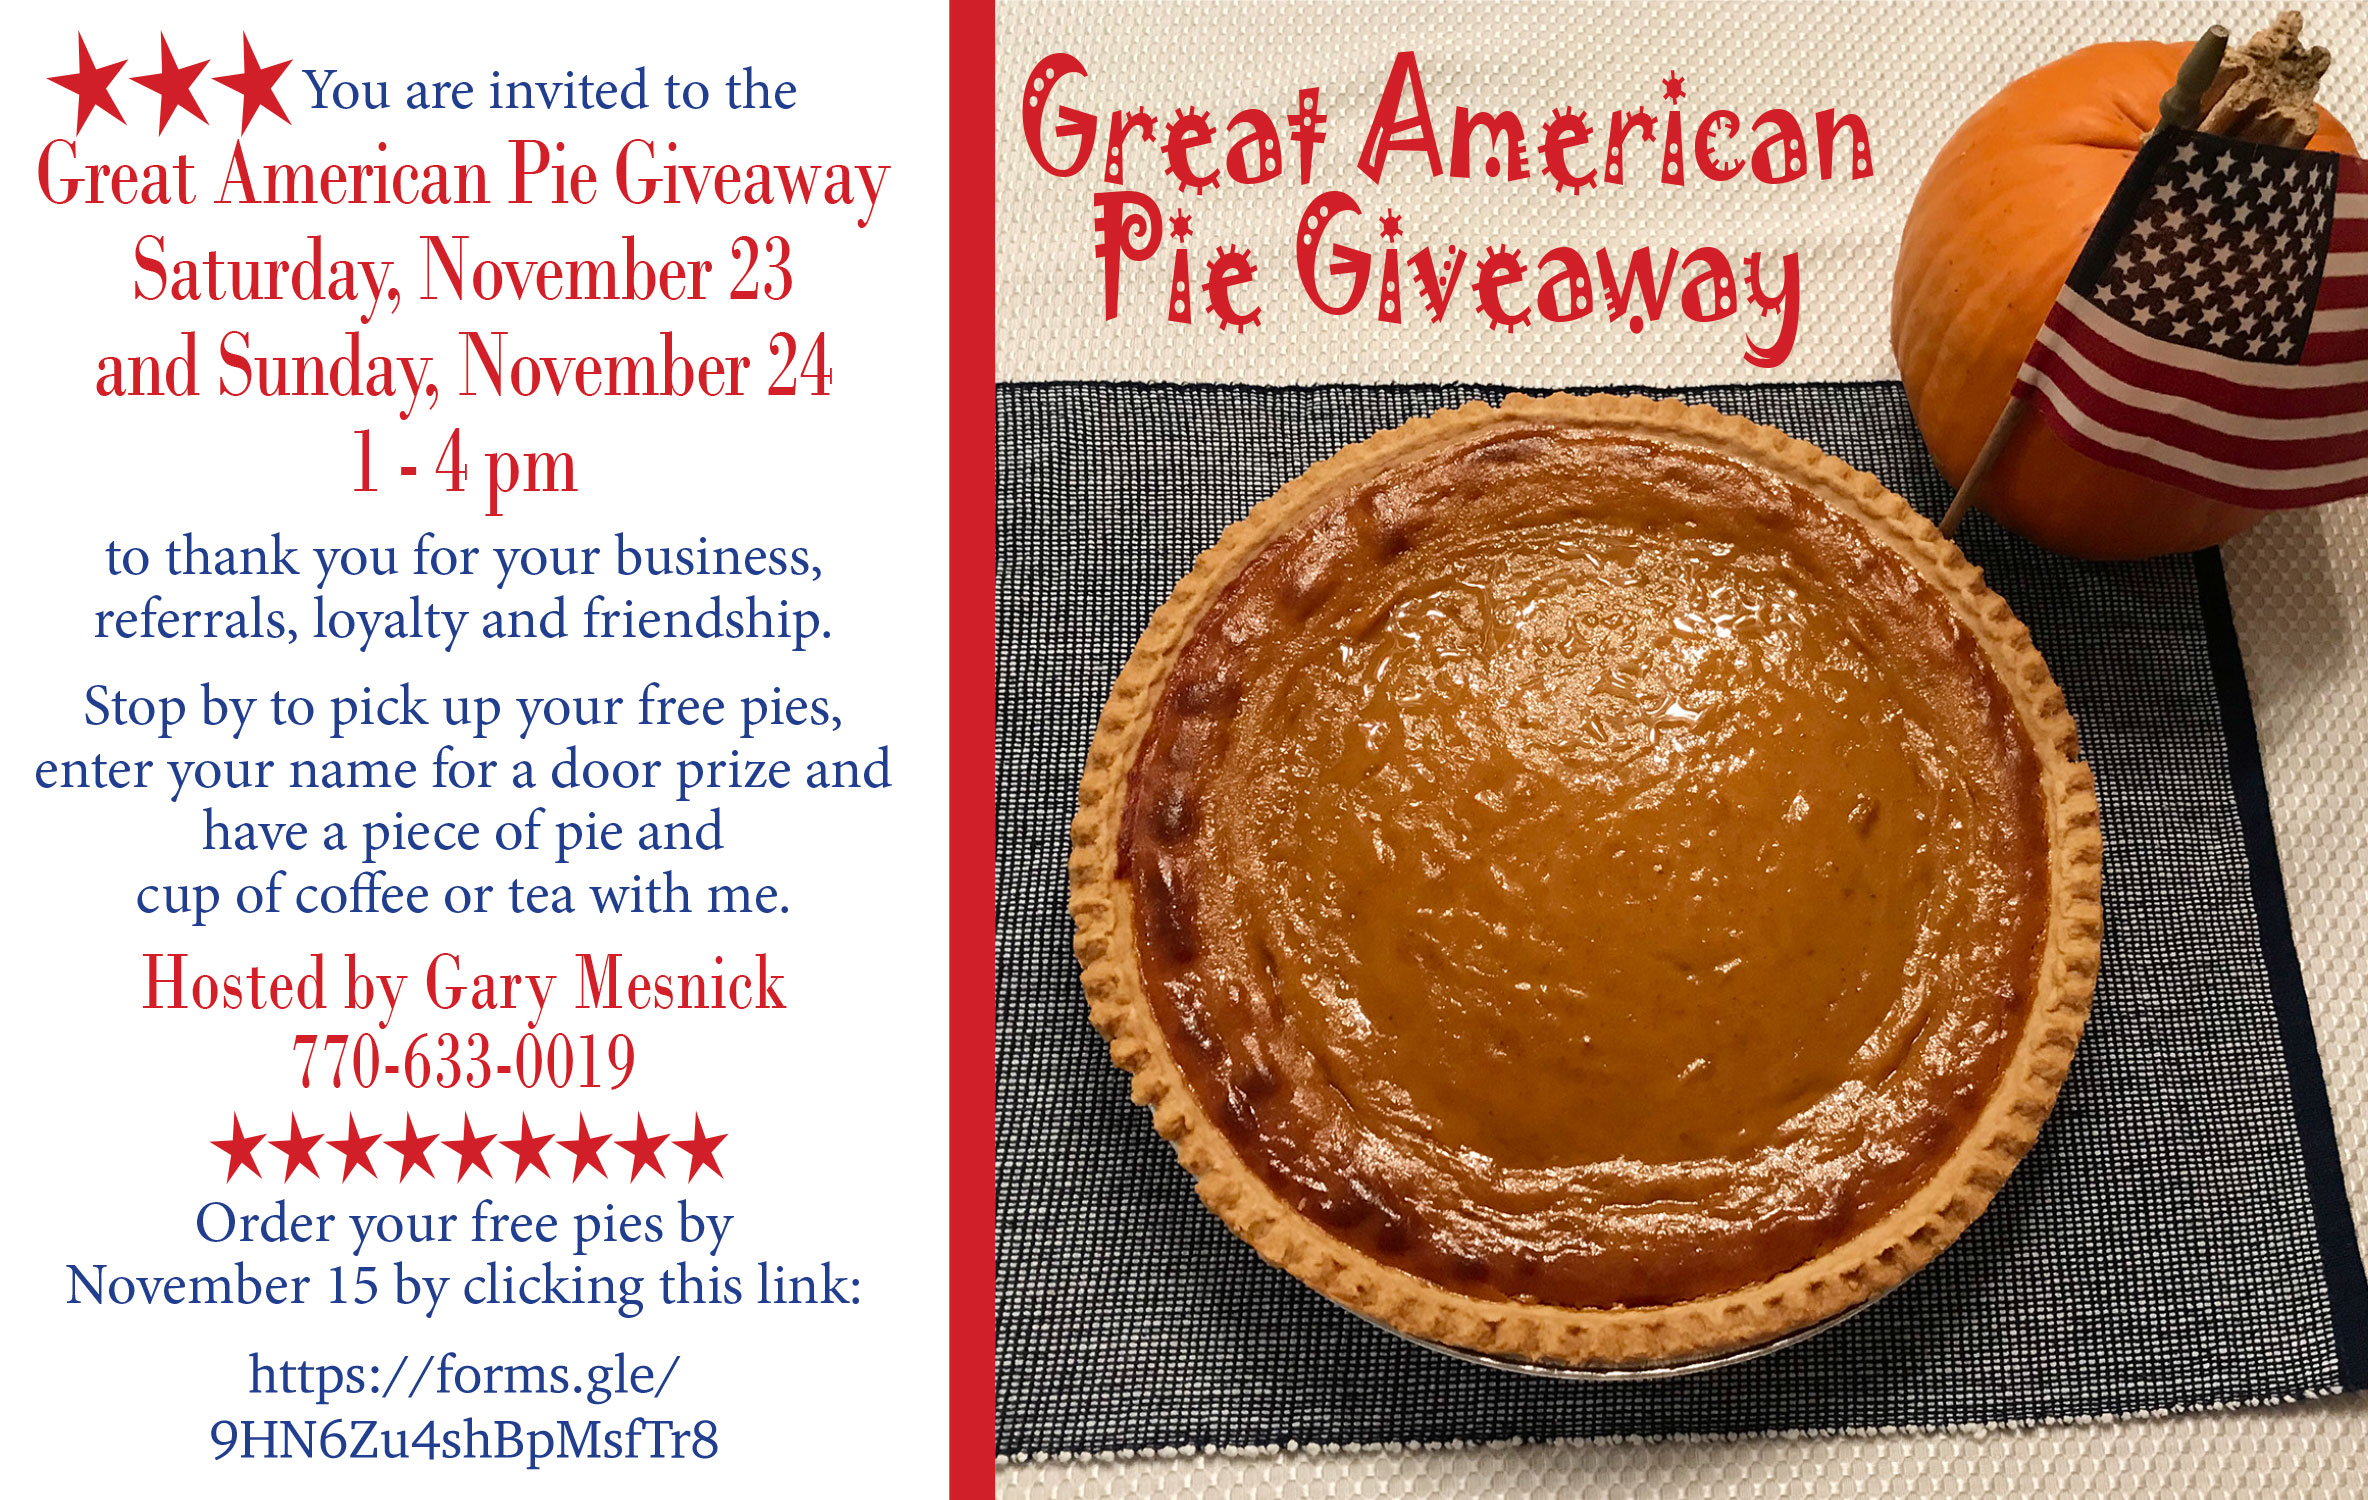 You are invited to the
Great American Pie Giveaway
Saturday, November 23
and Sunday, November 24
1 - 4 pm
to thank you for your business,
referrals, loyalty and friendship.
Stop by to pick up your free pies,
enter your name for a door prize and
have a piece of pie and
cup of coffee or tea with me.
Hosted by Gary Mesnick
770-633-0019
Order your free pies by
November 15 by clicking this link:
https://forms.gle/
9HN6Zu4shBpMsfTr8
Great American
Pie Giveaway